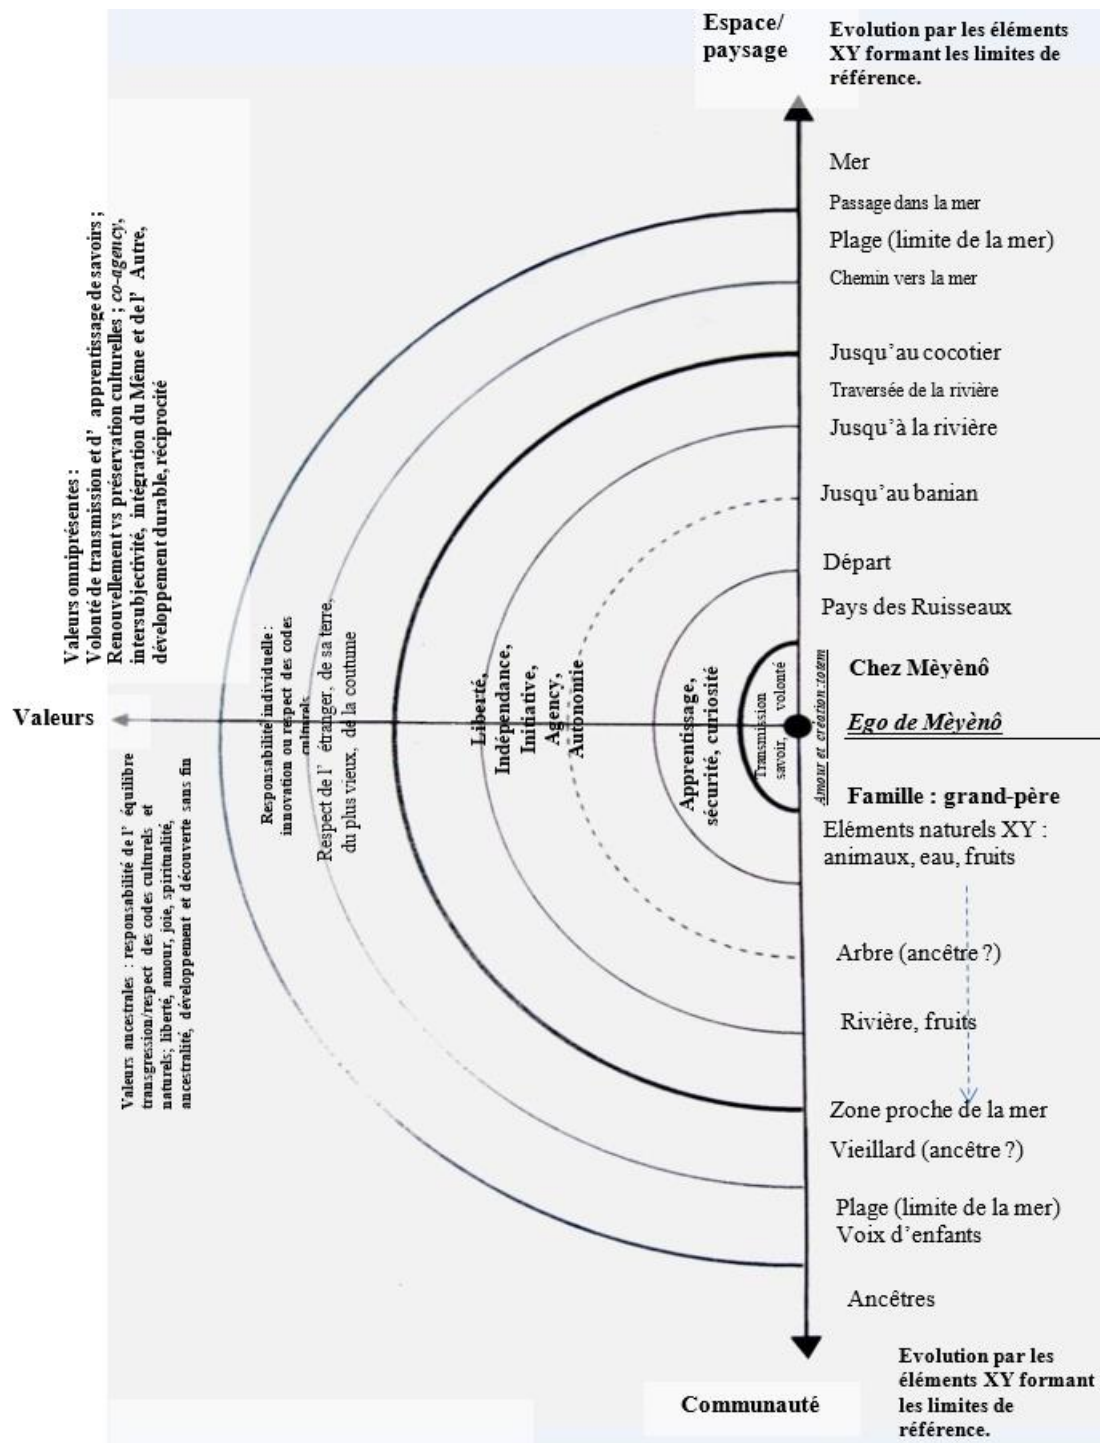 Espace/
paysage
Evolution par les éléments
XY formant les limites de
référence.
Mer
Passage dans la mer
Plage (limite de la mer)
Chemin vers la mer
Jusqu’au cocotier
Traversée de la rivière
Jusqu’à la rivière
Jusqu’au banian
Départ
Pays des Ruisseaux
Chez Mèyènô
Ego de Mèyènô
Famille : grand-père
Eléments naturels XY :
animaux, eau, fruits
Arbre (ancêtre ?)
Rivière, fruits
Zone proche de la mer
Vieillard (ancêtre ?)
Plage (limite de la mer)
Voix d’enfants
Ancêtres
Evolution par les
éléments XY formant
les limites de
référence.
Communauté
Valeurs
Valeurs omniprésentes :
Volonté de transmission et d’ apprentissage de savoirs ;
Renouvellement vs préservation culturelles ; co-agency,
intersubjectivité, intégration du Même et de l’ Autre,
développement durable, réciprocité
Valeurs ancestrales : responsabilité de l’ équilibre
transgression/respect des codes culturels et
naturels; liberté, amour, joie, spiritualité,
ancestralité, développement et découverte sans fin
Responsabilité individuelle :
innovation ou respect des codes
culturels
Respect de l’ étranger, de sa terre,
du plus vieux, de la coutume
Liberté,
Indépendance,
Initiative,
Agency,
Autonomie
Apprentissage,
sécurité, curiosité
Transmission
savoir, volonté
Amour et création :totem